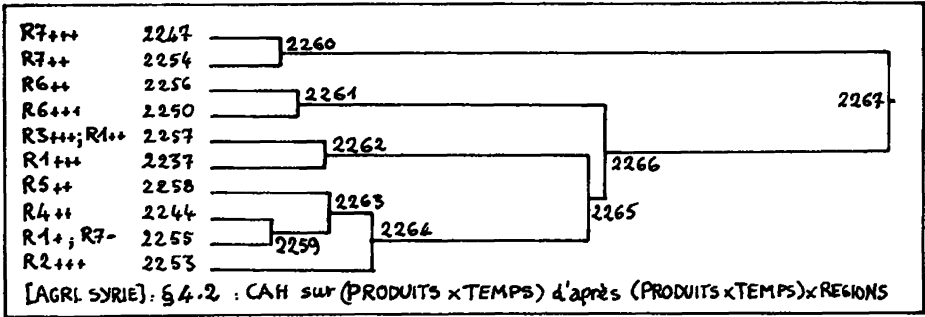 R7+++ 2247
2260
R7++ 2254
R6++ 2256
2261
2267
R6+++ 2250
R3+++;R1++ 2257
2262
R1+++ 2237
2266
R5++ 2258
2263
R4++ 2244
2265
2264
R1+; R7- 2255
2259
R2+++ 2253
[AGRI. SYRIE]: § 4.2 : CAH sur (PRODUITS x TEMPS) d'après (PRODUITS x TEMPS) x REGIONS